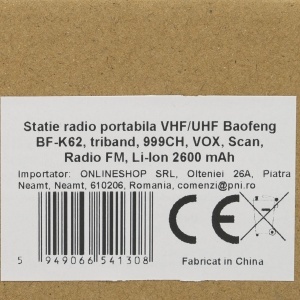 Statie radio portabila VHF/UHF Baofeng
BF-K62, triband, 999CH, VOX, Scan,
Radio FM, Li-Ion 2600 mAh
Importator: ONLINESHOP SRL, Olteniei 26A, Piatra
Neamt, Neamt, 610206, Romania, comenzi@pni.ro
CE
5 949066 541308
Fabricat in China